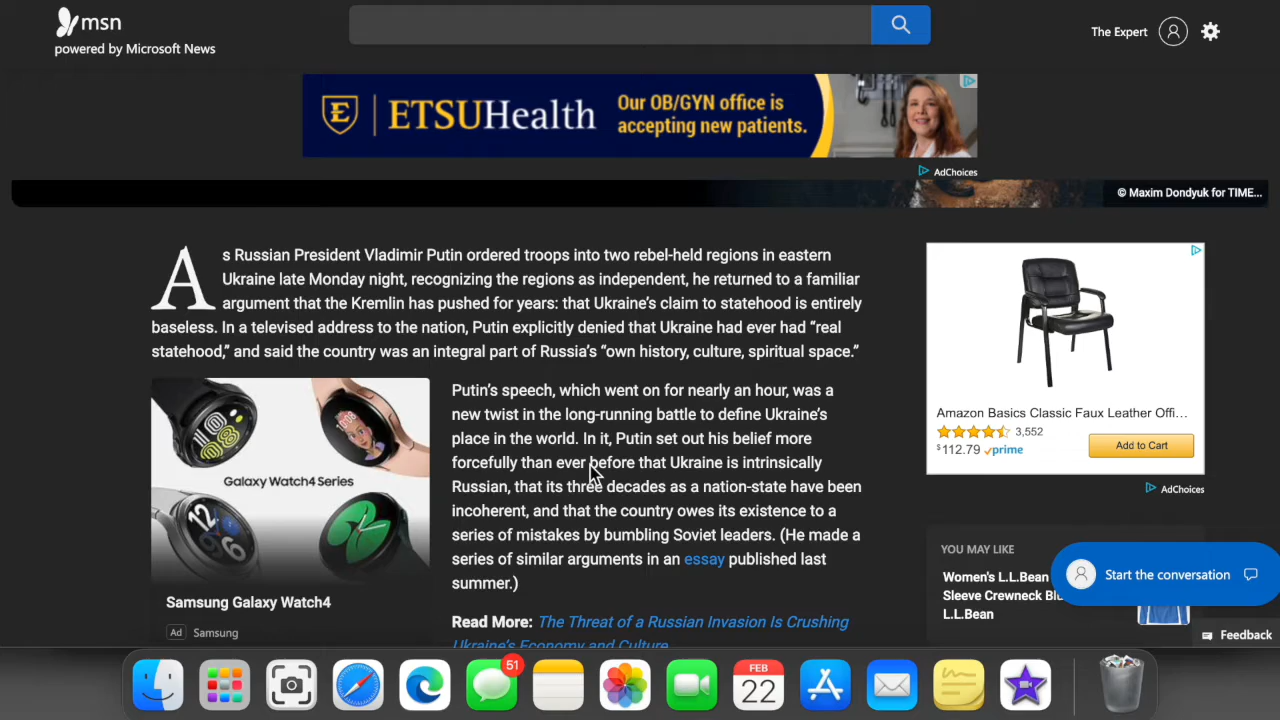 msn
powered by Microsoft News
The Expert
E
ETSUHealth
Our OB/GYN office is
accepting new patients.
AdChoices
© Maxim Dondyuk for TIME...
As Russian President Vladimir Putin ordered troops into two rebel-held regions in eastern
Ukraine late Monday night, recognizing the regions as independent, he returned to a familiar
argument that the Kremlin has pushed for years: that Ukraine's claim to statehood is entirely
baseless. In a televised address to the nation, Putin explicitly denied that Ukraine had ever had “real
statehood,” and said the country was an integral part of Russia's “own history, culture, spiritual space.”
Galaxy Watch4 Series
Samsung Galaxy Watch4
Ad Samsung
Putin's speech, which went on for nearly an hour, was a
new twist in the long-running battle to define Ukraine's
place in the world. In it, Putin set out his belief more
forcefully than ever before that Ukraine is intrinsically
Russian, that its three decades as a nation-state have been
incoherent, and that the country owes its existence to a
series of mistakes by bumbling Soviet leaders. (He made a
series of similar arguments in an essay published last
summer.)
Read More: The Threat of a Russian Invasion Is Crushing
Ukraine's Economy and Culture
Amazon Basics Classic Faux Leather Offi...
3,552
$112.79 prime
Add to Cart
AdChoices
YOU MAY LIKE
Women's L.L.Bean
Sleeve Crewneck Blu
L.L.Bean
Start the conversation
Feedback
51
FEB
22